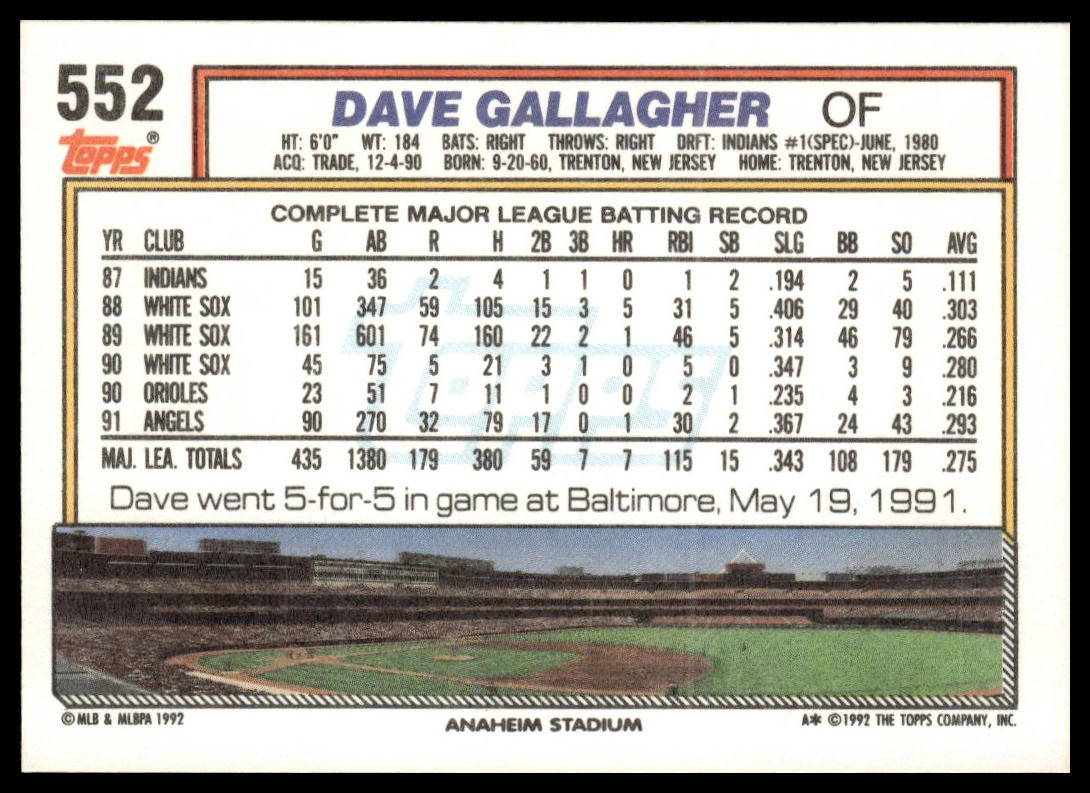 552
Topps®
DAVE GALLAGHER OF
HT: 6'0" WT: 184 BATS: RIGHT THROWS: RIGHT DRFT: INDIANS #1(SPEC)-JUNE, 1980
ACQ: TRADE, 12-4-90 BORN: 9-20-60, TRENTON, NEW JERSEY HOME: TRENTON, NEW JERSEY
COMPLETE MAJOR LEAGUE BATTING RECORD
YR CLUB G AB R H 2B 3B HR RBI SB SLG BB SO AVG
87 INDIANS 15 36 2 4 1 1 0 1 2 .194 2 5 .111
88 WHITE SOX 101 347 59 105 15 3 5 31 5 .406 29 40 .303
89 WHITE SOX 161 601 74 160 22 2 1 46 5 .314 46 79 .266
90 WHITE SOX 45 75 5 21 3 1 0 5 0 .347 3 9 .280
90 ORIOLES 23 51 7 11 1 0 0 2 1 .235 4 3 .216
91 ANGELS 90 270 32 79 17 0 1 30 2 .367 24 43 .293
MAJ. LEA. TOTALS 435 1380 179 380 59 7 7 115 15 .343 108 179 .275
Topps
Dave went 5-for-5 in game at Baltimore, May 19, 1991.
© MLB & MLBPA 1992
ANAHEIM STADIUM
A* © 1992 THE TOPPS COMPANY, INC.